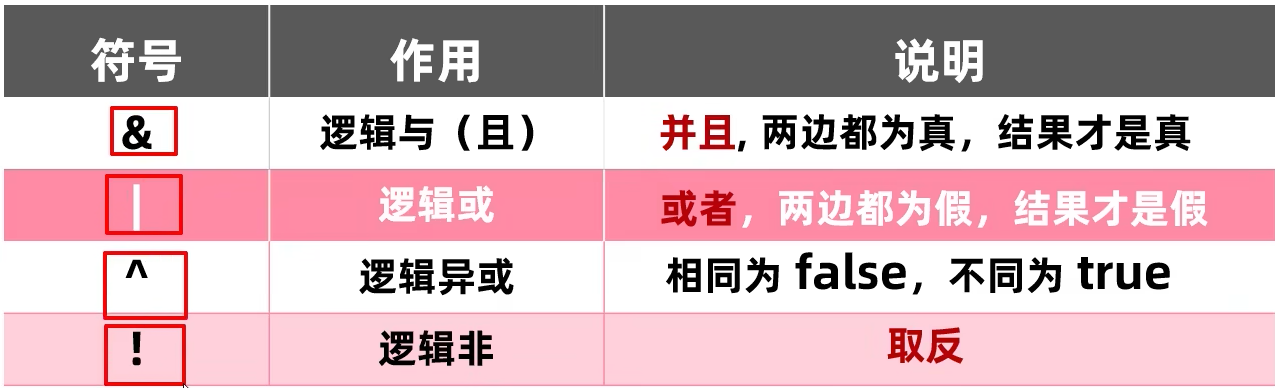 符号 作用 说明
& 逻辑与（且） 并且, 两边都为真，结果才是真
| 逻辑或 或者，两边都为假，结果才是假
^ 逻辑异或 相同为 false，不同为 true
! 逻辑非 取反